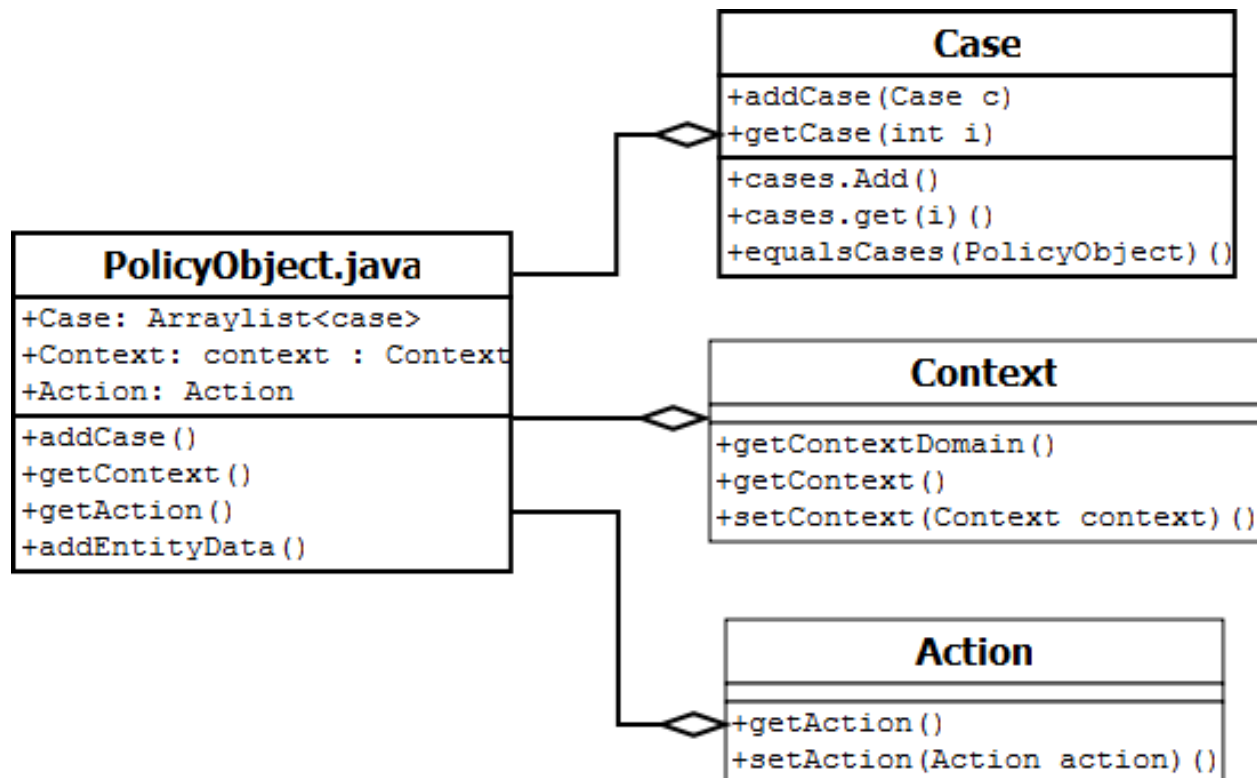 Case
+addCase(Case c)
+getCase(int i)
+cases.Add()
+cases.get(i)()
+equalsCases(PolicyObject)()
PolicyObject.java
+Case: Arraylist<case>
+Context: context : Context
+Action: Action
+addCase()
+getContext()
+getAction()
+addEntityData()
Context
+getContextDomain()
+getContext()
+setContext(Context context)()
Action
+getAction()
+setAction(Action action)()